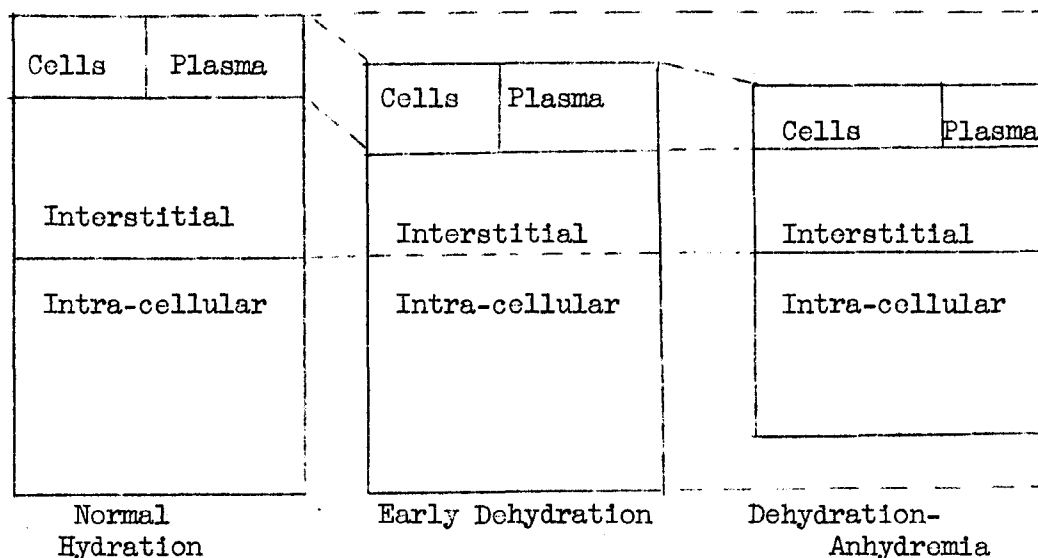 Cells Plasma
Cells Plasma
Cells Plasma
Interstitial
Interstitial
Interstitial
Intra-cellular
Intra-cellular
Intra-cellular
Normal
Hydration
Early Dehydration
Dehydration-
Anhydremia